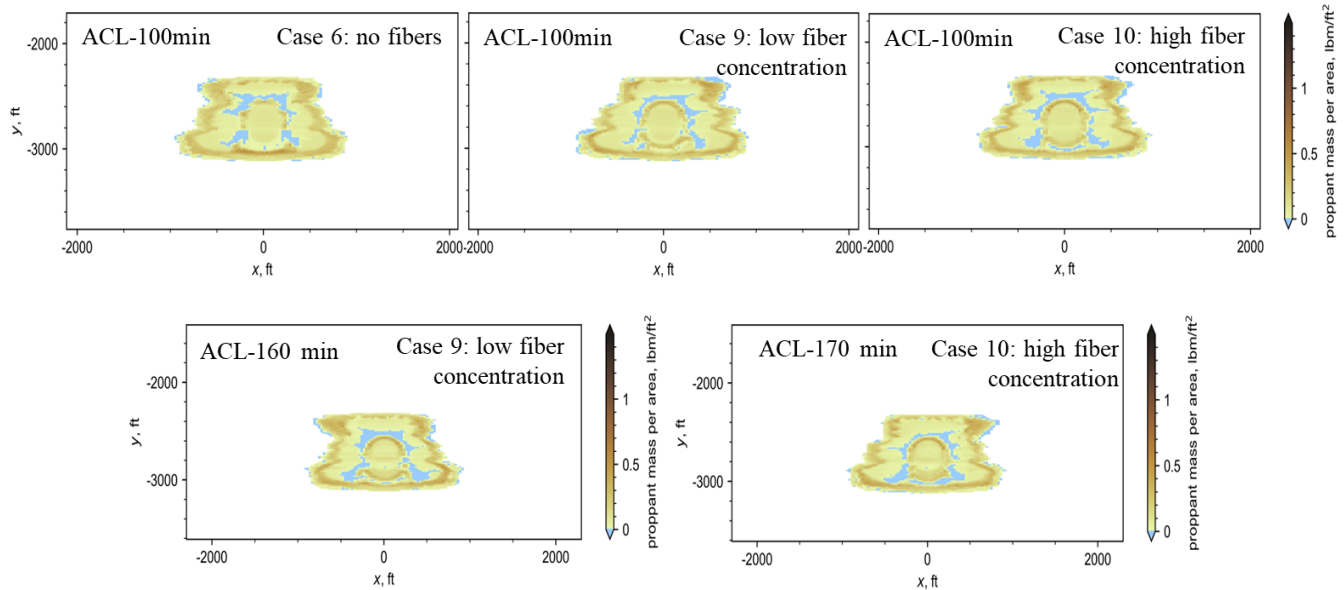 ACL-100min
Case 6: no fibers
-2000
-3000
y, ft
-2000
0
2000
x, ft
ACL-100min
Case 9: low fiber
concentration
-2000
0
2000
x, ft
ACL-100min
Case 10: high fiber
concentration
-2000
0
2000
x, ft
1
0.5
0
proppant mass per area, lbm/ft²
ACL-160 min
Case 9: low fiber
concentration
-2000
-3000
y, ft
-2000
0
2000
x, ft
1
0.5
0
proppant mass per area, lbm/ft²
ACL-170 min
Case 10: high fiber
concentration
-2000
-3000
y, ft
-2000
0
2000
x, ft
1
0.5
0
proppant mass per area, lbm/ft²